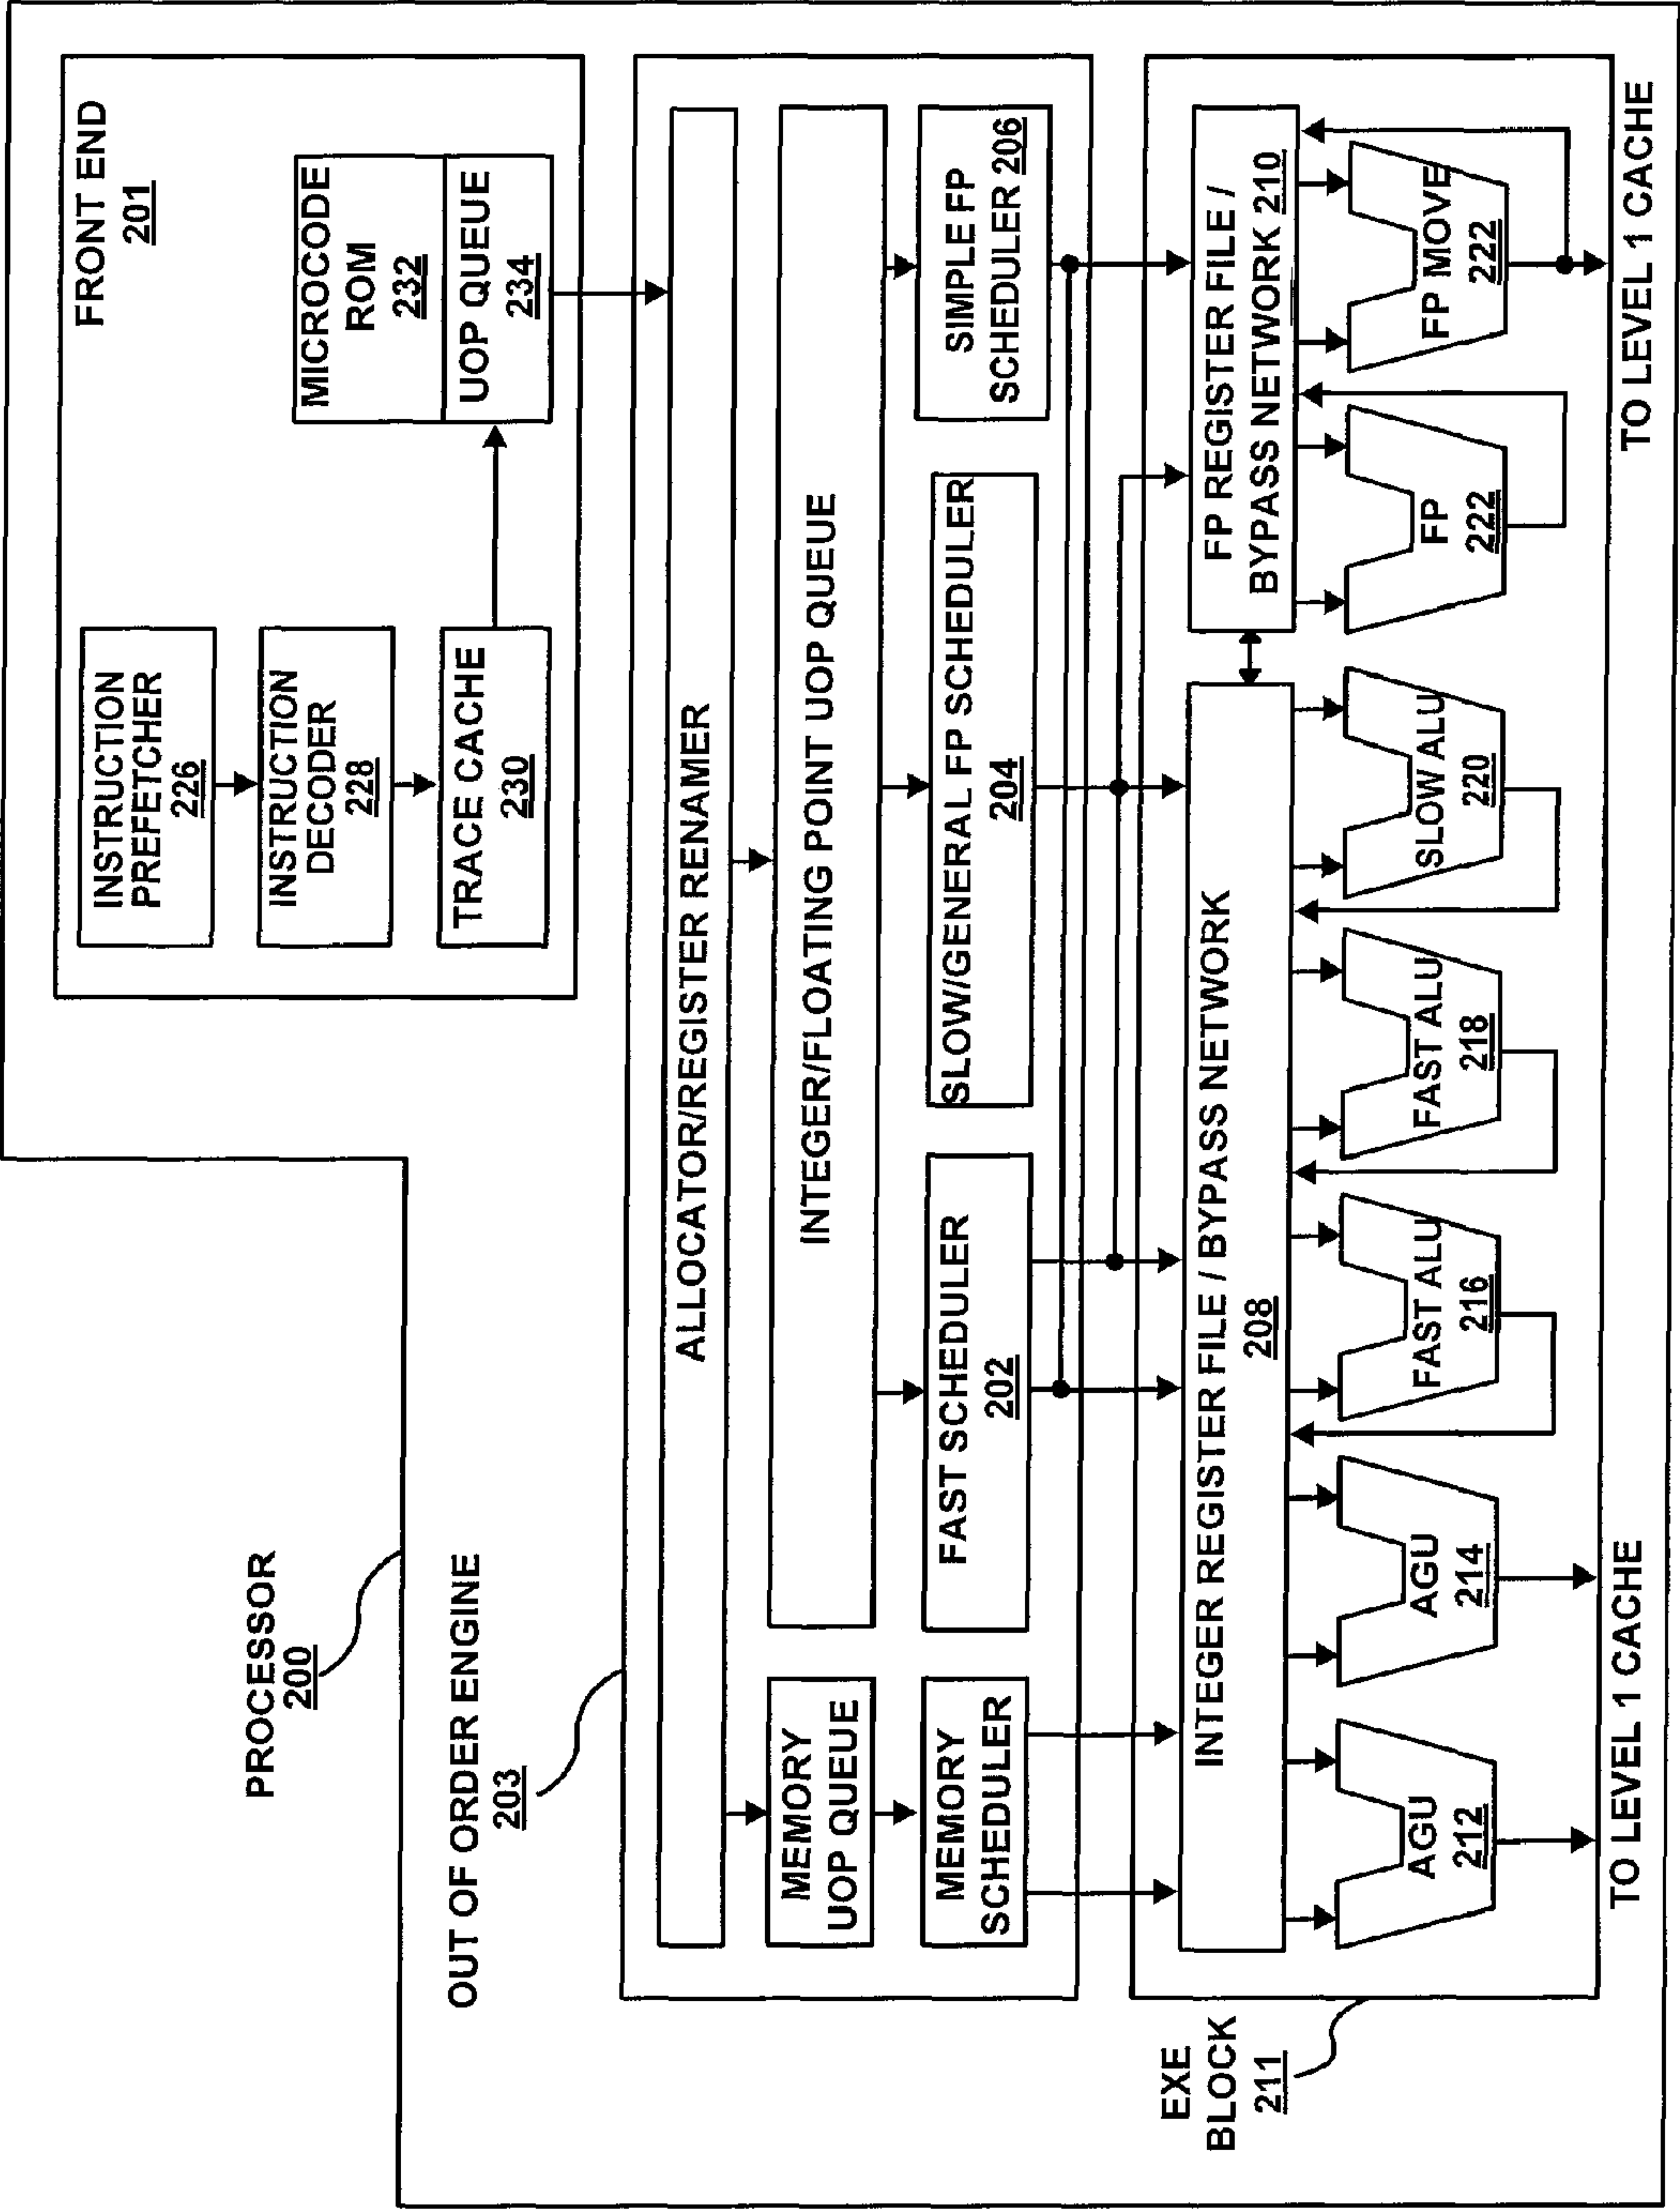 PROCESSOR
200
FRONT END
201
INSTRUCTION
PREFETCHER
226
INSTRUCTION
DECODER
228
TRACE CACHE
230
MICROCODE
ROM
232
UOP QUEUE
234
OUT OF ORDER ENGINE
203
ALLOCATOR/REGISTER RENAMER
MEMORY
UOP QUEUE
INTEGER/FLOATING POINT UOP QUEUE
MEMORY
SCHEDULER
FAST SCHEDULER
202
SLOW/GENERAL FP SCHEDULER
204
SIMPLE FP
SCHEDULER 206
EXE
BLOCK
211
INTEGER REGISTER FILE / BYPASS NETWORK
208
FP REGISTER FILE /
BYPASS NETWORK 210
AGU
212
AGU
214
FAST ALU
216
FAST ALU
218
SLOW ALU
220
FP
222
FP MOVE
222
TO LEVEL 1 CACHE
TO LEVEL 1 CACHE